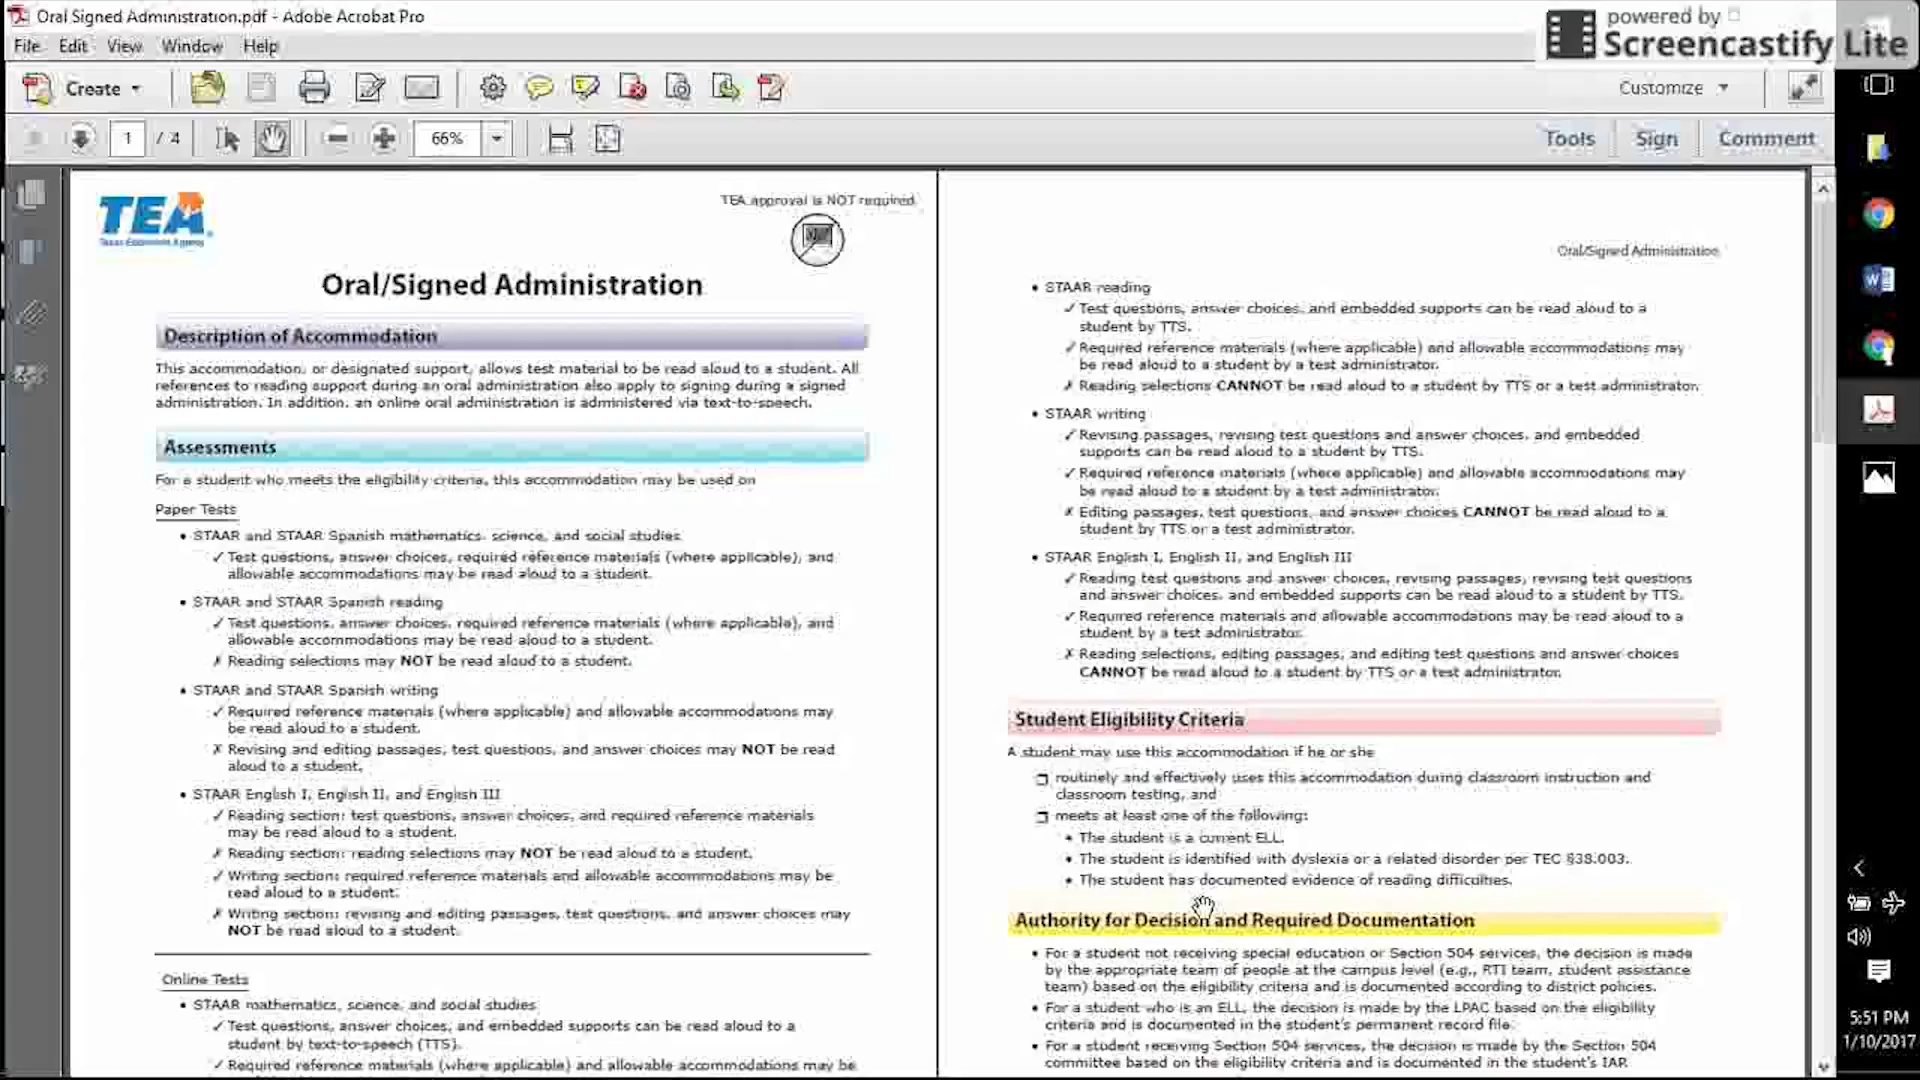 Oral Signed Administration.pdf - Adobe Acrobat Pro
powered by
Screencastify Lite
File Edit View Window Help
Create
Customize
1 / 4
66%
Tools Sign Comment
TEA
Texas Education Agency
TEA approval is NOT required.
Oral/Signed Administration
Description of Accommodation
This accommodation, or designated support, allows test material to be read aloud to a student. All
references to reading support during an oral administration also apply to signing during a signed
administration. In addition, an online oral administration is administered via text-to-speech.
Assessments
For a student who meets the eligibility criteria, this accommodation may be used on
Paper Tests
• STAAR and STAAR Spanish mathematics, science, and social studies
✓ Test questions, answer choices, required reference materials (where applicable), and
allowable accommodations may be read aloud to a student.
• STAAR and STAAR Spanish reading
✓ Test questions, answer choices, required reference materials (where applicable), and
allowable accommodations may be read aloud to a student.
✗ Reading selections may NOT be read aloud to a student.
• STAAR and STAAR Spanish writing
✓ Required reference materials (where applicable) and allowable accommodations may
be read aloud to a student.
✗ Revising and editing passages, test questions, and answer choices may NOT be read
aloud to a student.
• STAAR English I, English II, and English III
✓ Reading section: test questions, answer choices, and required reference materials
may be read aloud to a student.
✗ Reading section: reading selections may NOT be read aloud to a student.
✓ Writing section: required reference materials and allowable accommodations may be
read aloud to a student.
✗ Writing section: revising and editing passages, test questions, and answer choices may
NOT be read aloud to a student.
Online Tests
• STAAR mathematics, science, and social studies
✓ Test questions, answer choices, and embedded supports can be read aloud to a
student by text-to-speech (TTS).
✓ Required reference materials (where applicable) and allowable accommodations may be
Oral/Signed Administration
• STAAR reading
✓ Test questions, answer choices, and embedded supports can be read aloud to a
student by TTS.
✓ Required reference materials (where applicable) and allowable accommodations may
be read aloud to a student by a test administrator.
✗ Reading selections CANNOT be read aloud to a student by TTS or a test administrator.
• STAAR writing
✓ Revising passages, revising test questions and answer choices, and embedded
supports can be read aloud to a student by TTS.
✓ Required reference materials (where applicable) and allowable accommodations may
be read aloud to a student by a test administrator.
✗ Editing passages, test questions, and answer choices CANNOT be read aloud to a
student by TTS or a test administrator.
• STAAR English I, English II, and English III
✓ Reading test questions and answer choices, revising passages, revising test questions
and answer choices, and embedded supports can be read aloud to a student by TTS.
✓ Required reference materials and allowable accommodations may be read aloud to a
student by a test administrator.
✗ Reading selections, editing passages, and editing test questions and answer choices
CANNOT be read aloud to a student by TTS or a test administrator.
Student Eligibility Criteria
A student may use this accommodation if he or she
❒ routinely and effectively uses this accommodation during classroom instruction and
classroom testing, and
❒ meets at least one of the following:
• The student is a current ELL.
• The student is identified with dyslexia or a related disorder per TEC §38.003.
• The student has documented evidence of reading difficulties.
Authority for Decision and Required Documentation
• For a student not receiving special education or Section 504 services, the decision is made
by the appropriate team of people at the campus level (e.g., RTI team, student assistance
team) based on the eligibility criteria and is documented according to district policies.
• For a student who is an ELL, the decision is made by the LPAC based on the eligibility
criteria and is documented in the student's permanent record file.
• For a student receiving Section 504 services, the decision is made by the Section 504
committee based on the eligibility criteria and is documented in the student's IAP.
5:51 PM
1/10/2017